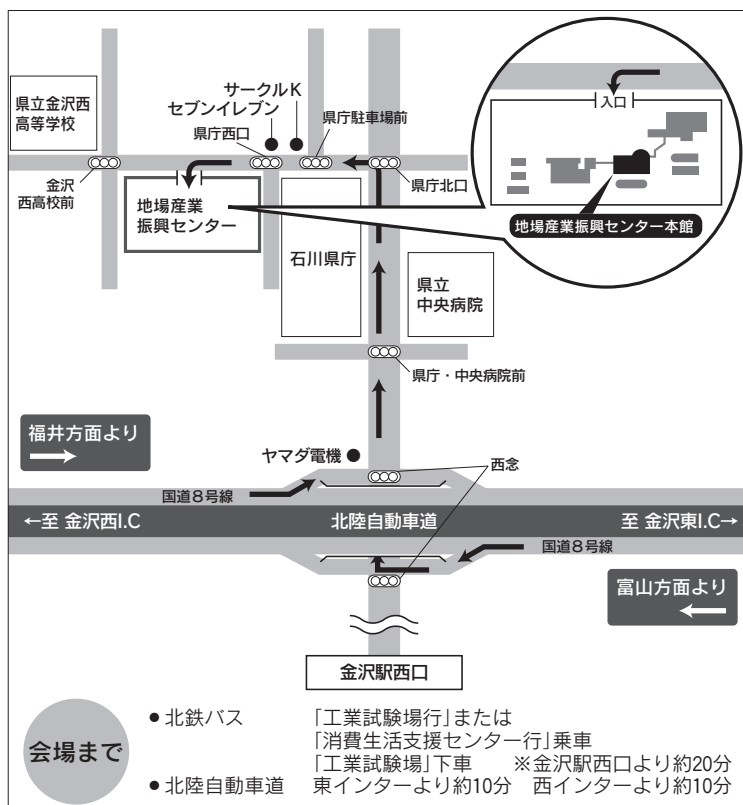 県立金沢西
高等学校
サークルK
セブンイレブン
県庁西口
県庁駐車場前
入口
金沢
西高校前
県庁北口
地場産業
振興センター
地場産業振興センター本館
石川県庁
県立
中央病院
県庁・中央病院前
福井方面より
ヤマダ電機
西念
国道8号線
←至 金沢西I.C
北陸自動車道
至 金沢東I.C→
国道8号線
富山方面より
金沢駅西口
会場まで
●北鉄バス 「工業試験場行」または
「消費生活支援センター行」乗車
「工業試験場」下車 ※金沢駅西口より約20分
●北陸自動車道 東インターより約10分 西インターより約10分